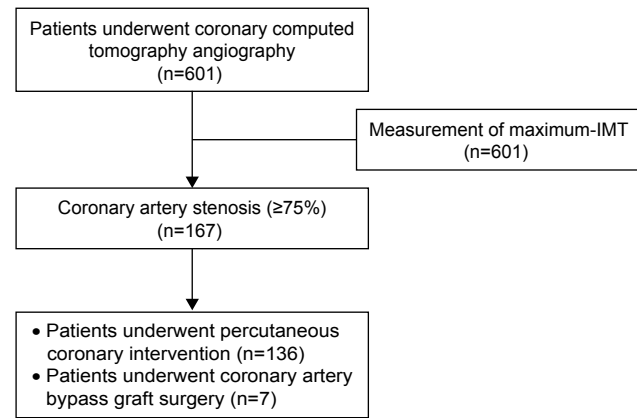 Patients underwent coronary computed
tomography angiography
(n=601)
Measurement of maximum-IMT
(n=601)
Coronary artery stenosis (≥75%)
(n=167)
• Patients underwent percutaneous
coronary intervention (n=136)
• Patients underwent coronary artery
bypass graft surgery (n=7)